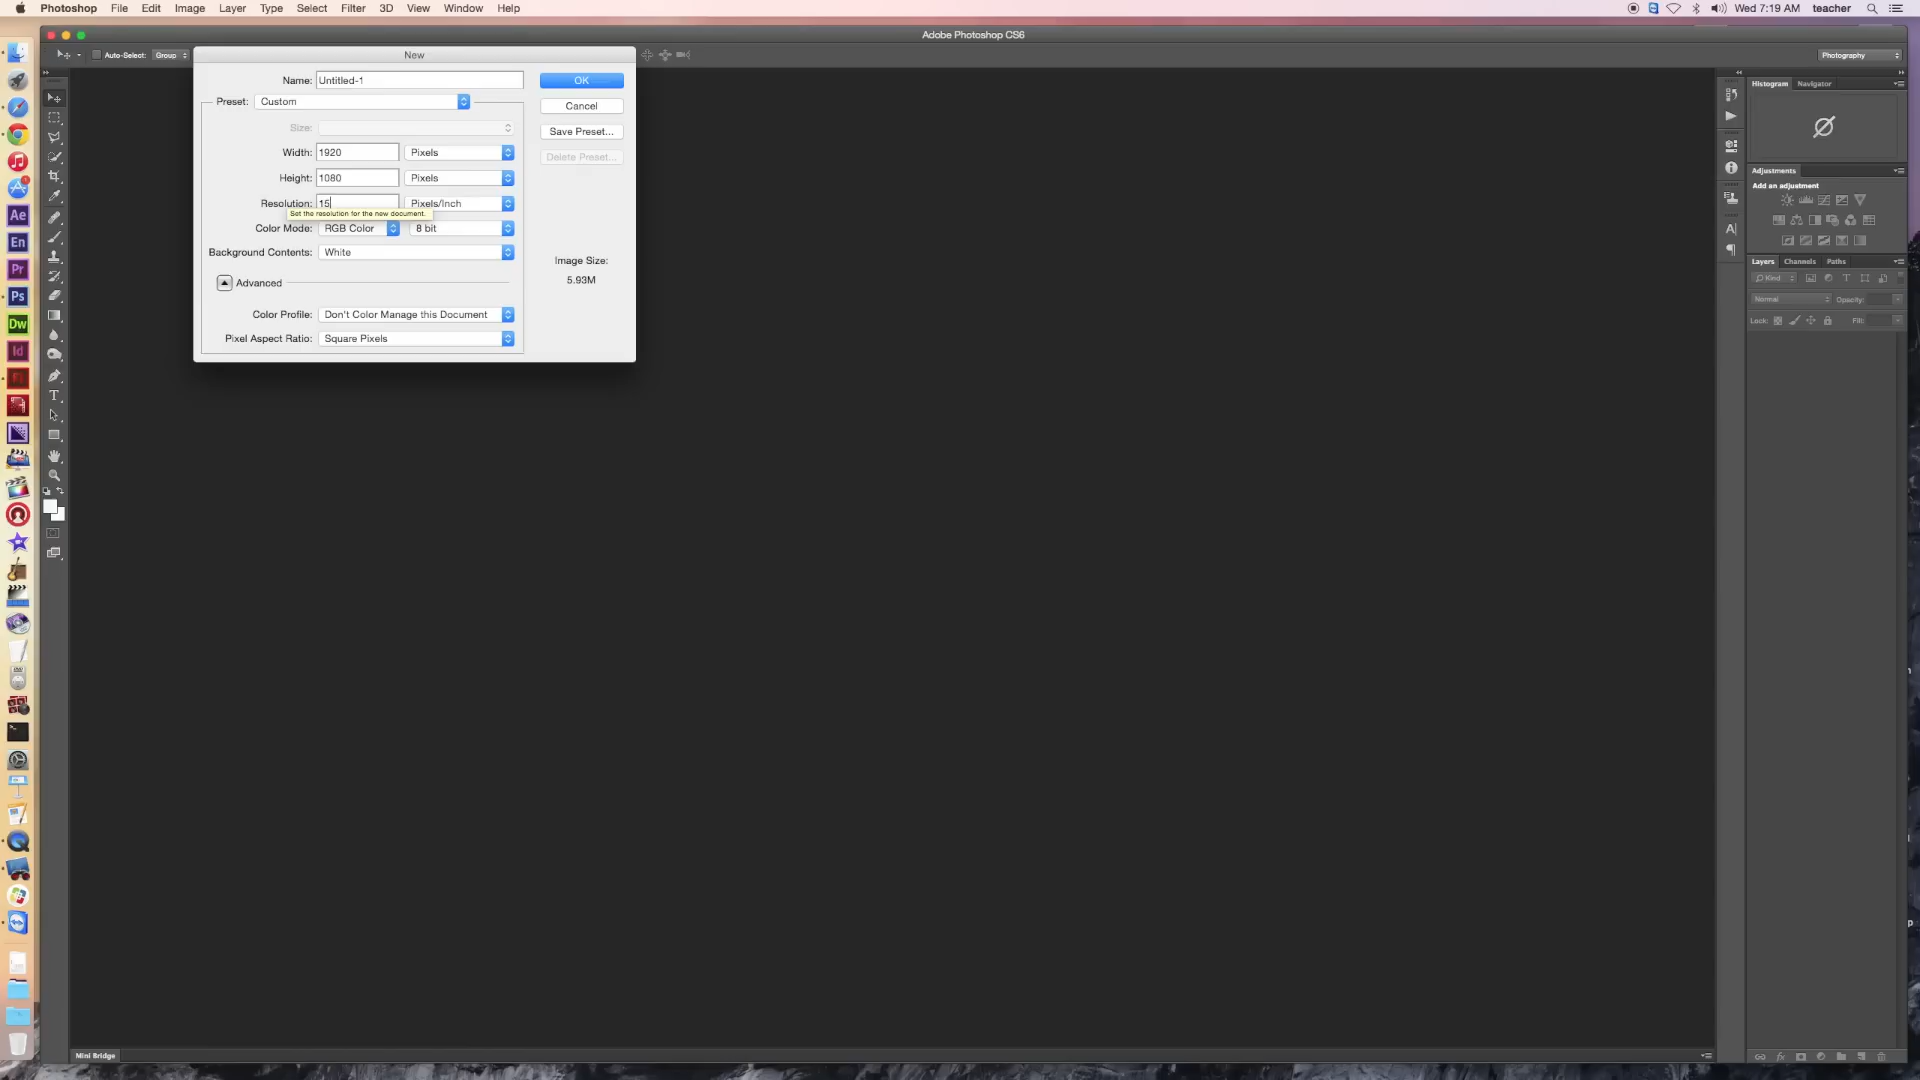 Photoshop File Edit Image Layer Type Select Filter 3D View Window Help Wed 7:19 AM teacher
Adobe Photoshop CS6
Auto-Select: Group Photography
New
Name: Untitled-1 OK
Preset: Custom Cancel
Size: Save Preset...
Width: 1920 Pixels Delete Preset...
Height: 1080 Pixels
Resolution: 15 Pixels/Inch
Set the resolution for the new document.
Color Mode: RGB Color 8 bit
Background Contents: White
Image Size:
5.93M
Advanced
Color Profile: Don't Color Manage this Document
Pixel Aspect Ratio: Square Pixels
Histogram Navigator
Adjustments
Add an adjustment
Layers Channels Paths
Kind
Normal Opacity:
Lock: Fill:
Ae
En
Pr
Ps
Dw
Id
Fl
Mini Bridge